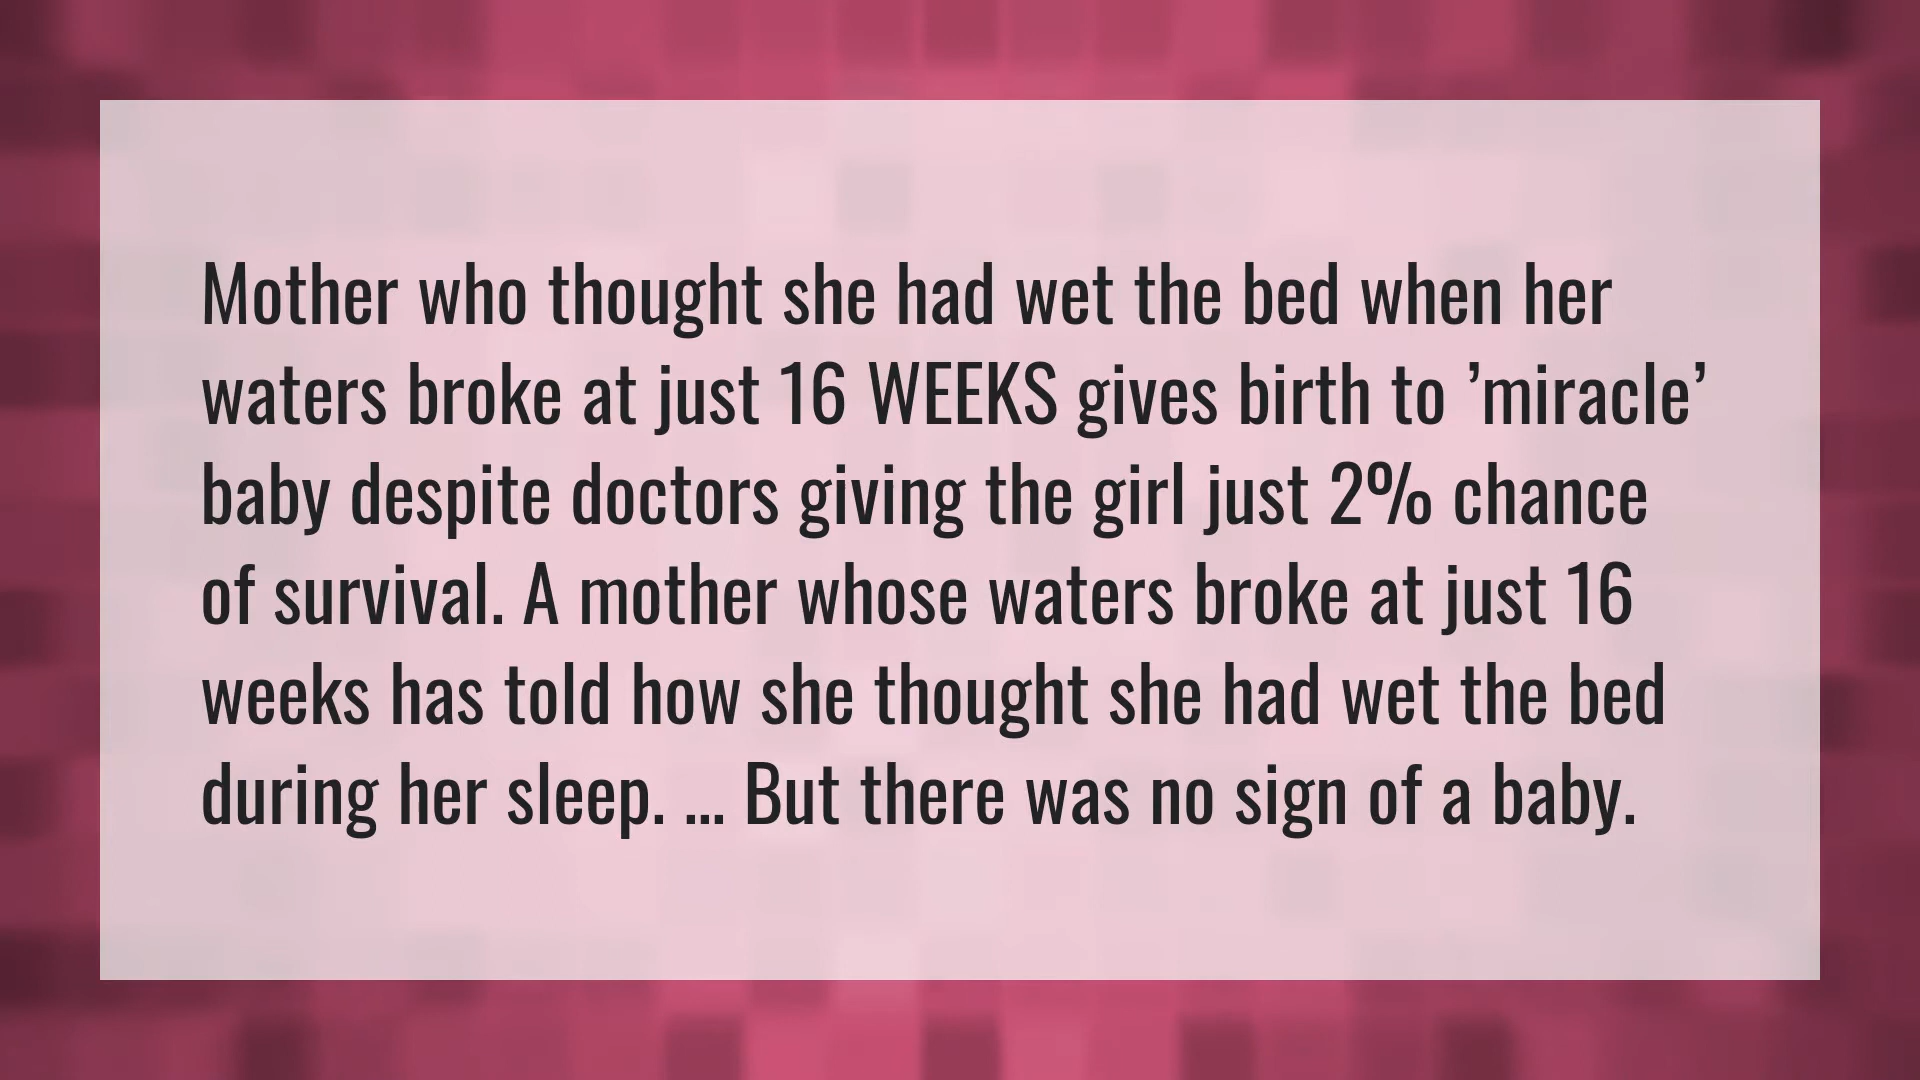 Mother who thought she had wet the bed when her
waters broke at just 16 WEEKS gives birth to ’miracle’
baby despite doctors giving the girl just 2% chance
of survival. A mother whose waters broke at just 16
weeks has told how she thought she had wet the bed
during her sleep. ... But there was no sign of a baby.